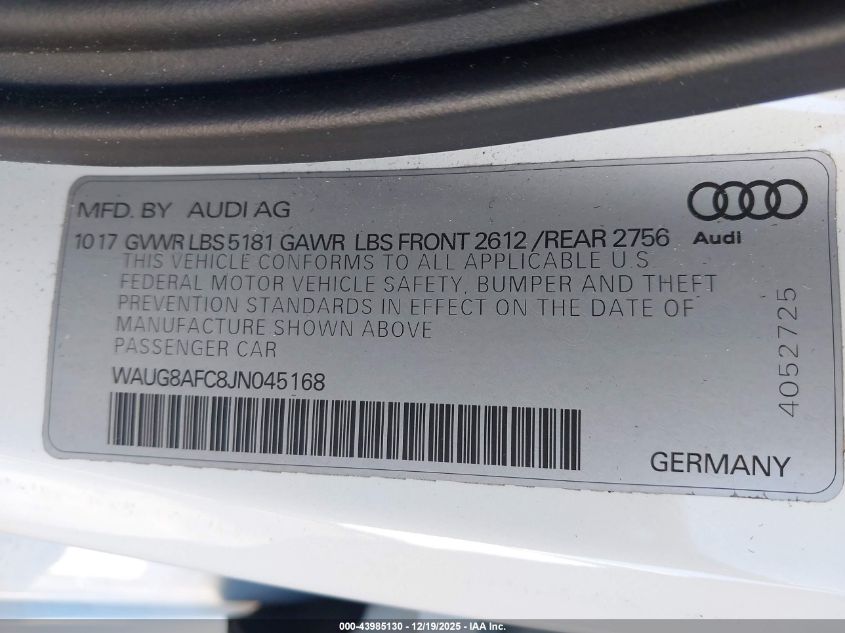 MFD. BY AUDI AG
1017 GVWR LBS 5181 GAWR LBS FRONT 2612 /REAR 2756
Audi
THIS VEHICLE CONFORMS TO ALL APPLICABLE U.S
FEDERAL MOTOR VEHICLE SAFETY, BUMPER AND THEFT
PREVENTION STANDARDS IN EFFECT ON THE DATE OF
MANUFACTURE SHOWN ABOVE
PASSENGER CAR
WAUG8AFC8JN045168
4052725
GERMANY
000-43985130 - 12/19/2025 - IAA Inc.